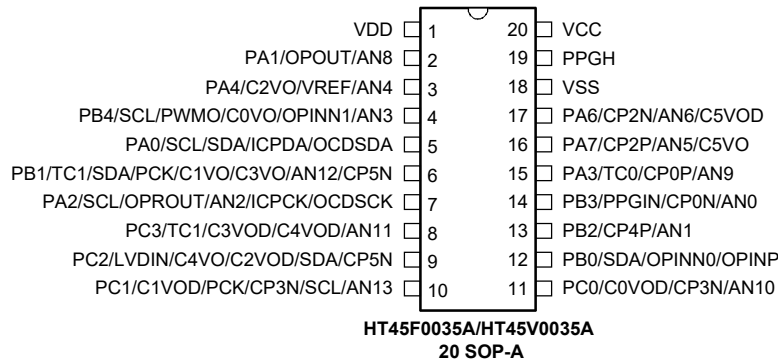 VDD 1 20 VCC
PA1/OPOUT/AN8 2 19 PPGH
PA4/C2VO/VREF/AN4 3 18 VSS
PB4/SCL/PWMO/C0VO/OPINN1/AN3 4 17 PA6/CP2N/AN6/C5VOD
PA0/SCL/SDA/ICPDA/OCDSDA 5 16 PA7/CP2P/AN5/C5VO
PB1/TC1/SDA/PCK/C1VO/C3VO/AN12/CP5N 6 15 PA3/TC0/CP0P/AN9
PA2/SCL/OPROUT/AN2/ICPCK/OCDSCK 7 14 PB3/PPGIN/CP0N/AN0
PC3/TC1/C3VOD/C4VOD/AN11 8 13 PB2/CP4P/AN1
PC2/LVDIN/C4VO/C2VOD/SDA/CP5N 9 12 PB0/SDA/OPINN0/OPINP
PC1/C1VOD/PCK/CP3N/SCL/AN13 10 11 PC0/C0VOD/CP3N/AN10
HT45F0035A/HT45V0035A
20 SOP-A